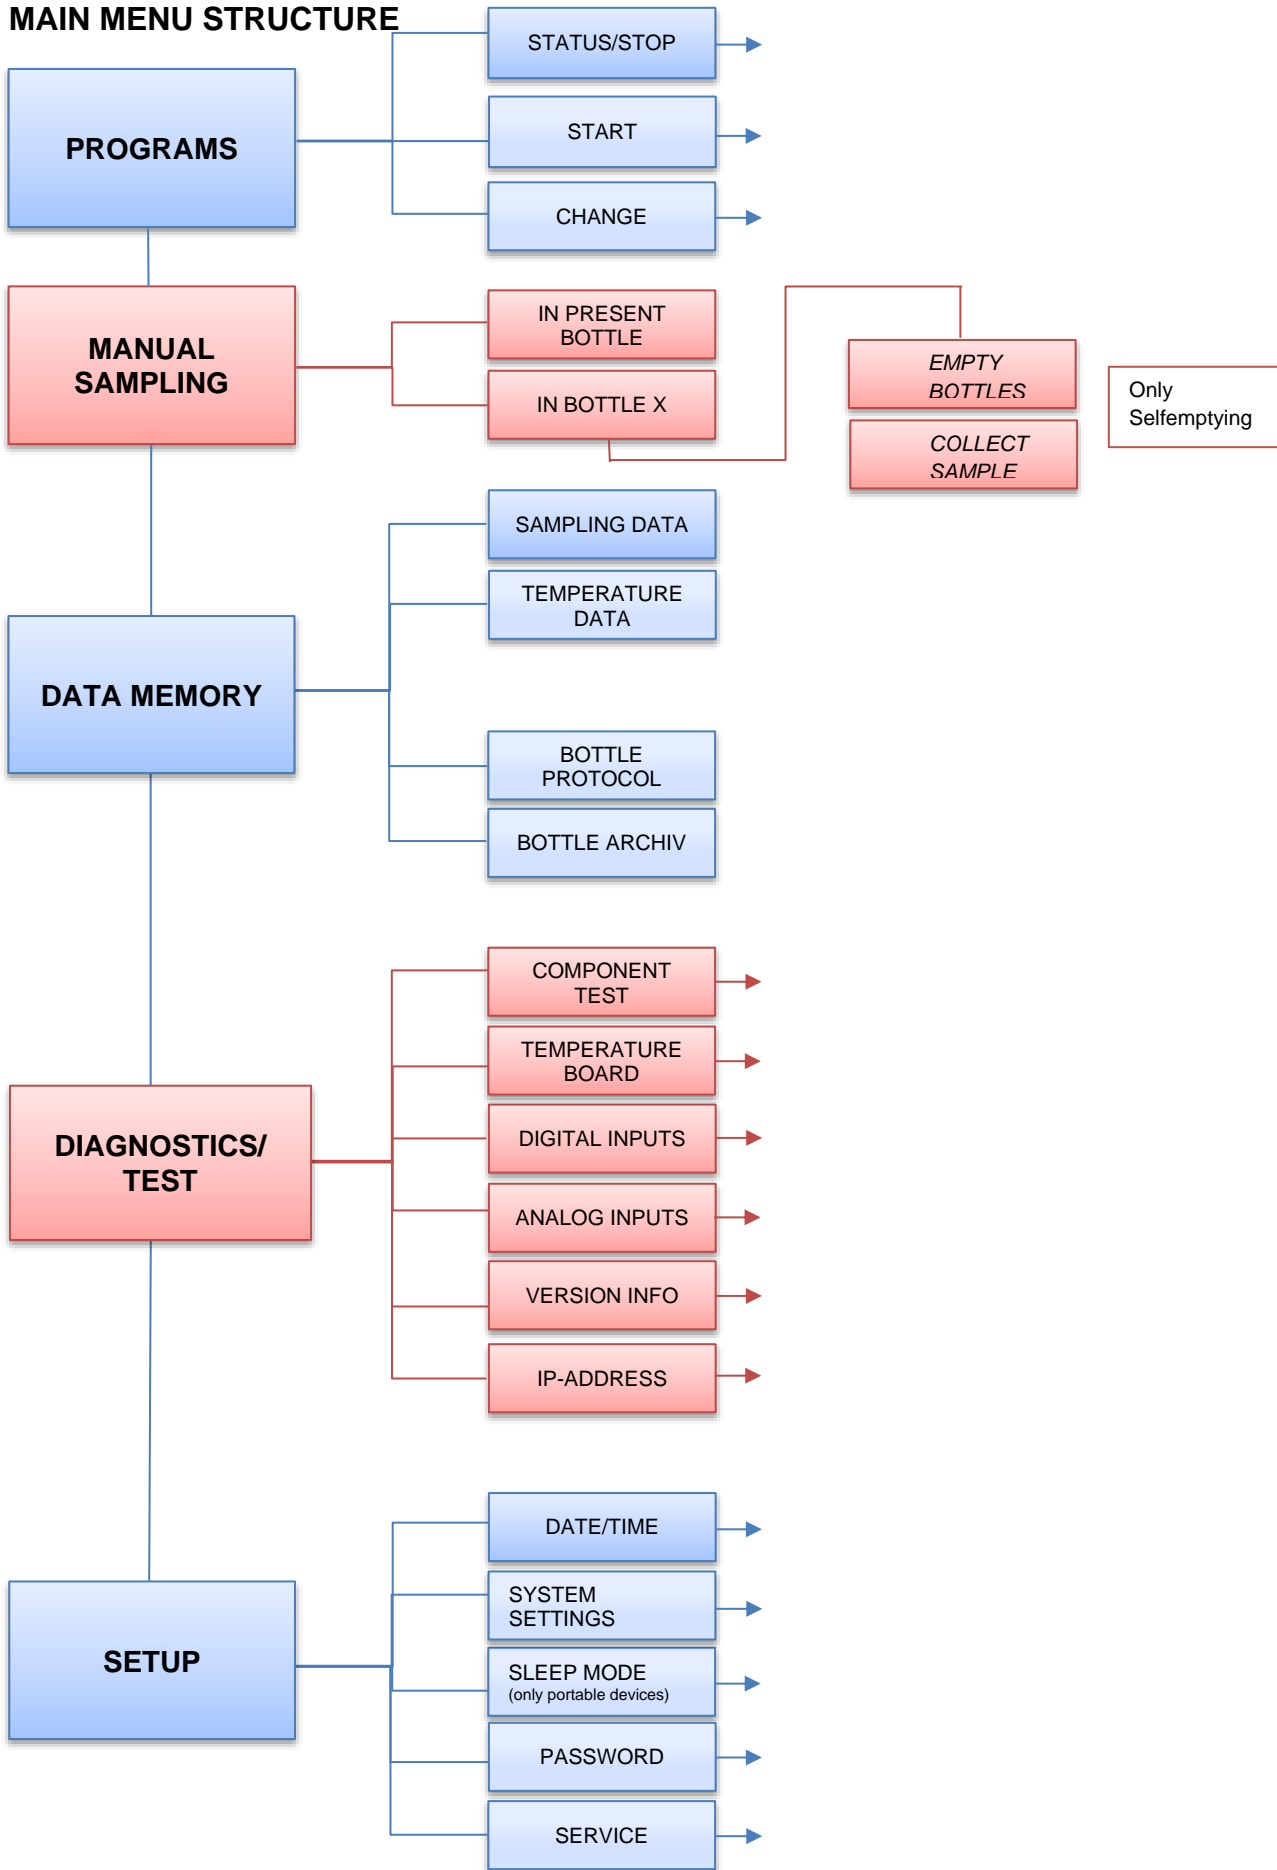 MAIN MENU STRUCTURE
PROGRAMS
STATUS/STOP
START
CHANGE
MANUAL
SAMPLING
IN PRESENT
BOTTLE
IN BOTTLE X
EMPTY
BOTTLES
COLLECT
SAMPLE
Only
Selfemptying
DATA MEMORY
SAMPLING DATA
TEMPERATURE
DATA
BOTTLE
PROTOCOL
BOTTLE ARCHIV
DIAGNOSTICS/
TEST
COMPONENT
TEST
TEMPERATURE
BOARD
DIGITAL INPUTS
ANALOG INPUTS
VERSION INFO
IP-ADDRESS
SETUP
DATE/TIME
SYSTEM
SETTINGS
SLEEP MODE
(only portable devices)
PASSWORD
SERVICE